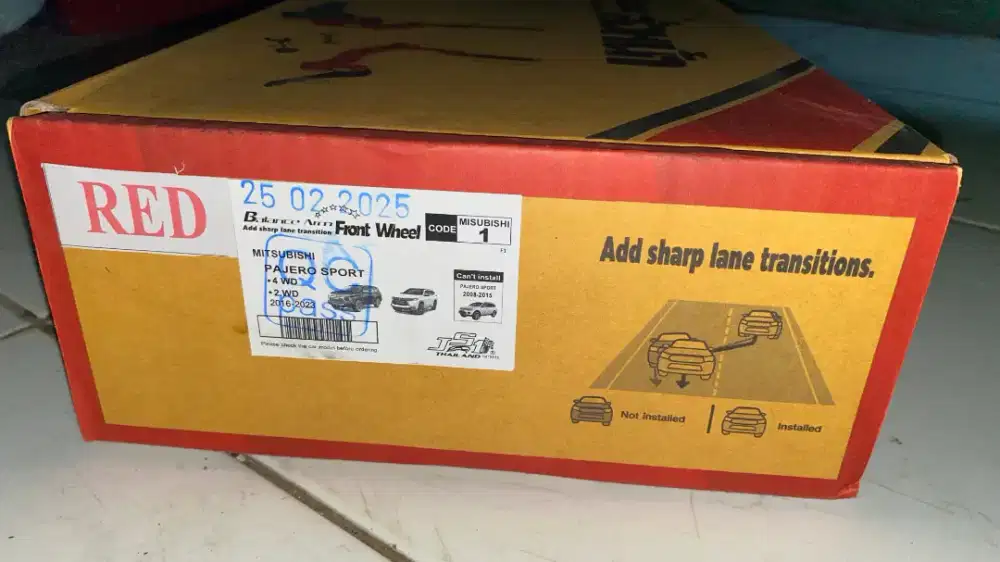 RED
25 02 2025
Balance Arm
Add sharp lane transition Front Wheel
CODE MISUBISHI 1
F1
MITSUBISHI
PAJERO SPORT
• 4 WD
• 2 WD
2016-2023
QC
pass
Can't install
PAJERO SPORT
2008-2015
Please check the car model before ordering
THAILAND
Add sharp lane transitions.
Not installed
Installed